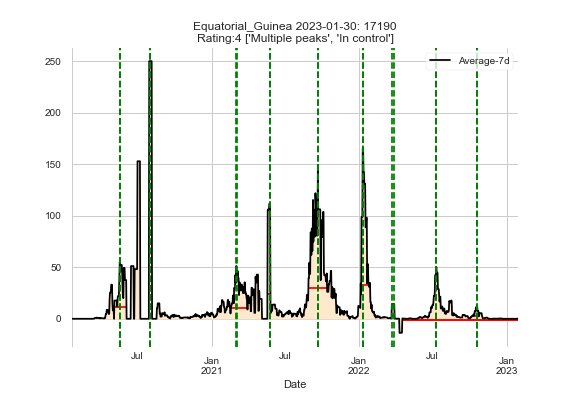 Equatorial_Guinea 2023-01-30: 17190
Rating:4 ['Multiple peaks', 'In control']
Average-7d
250
200
150
100
50
0
Jul
Jan
2021
Jul
Jan
2022
Jul
Jan
2023
Date